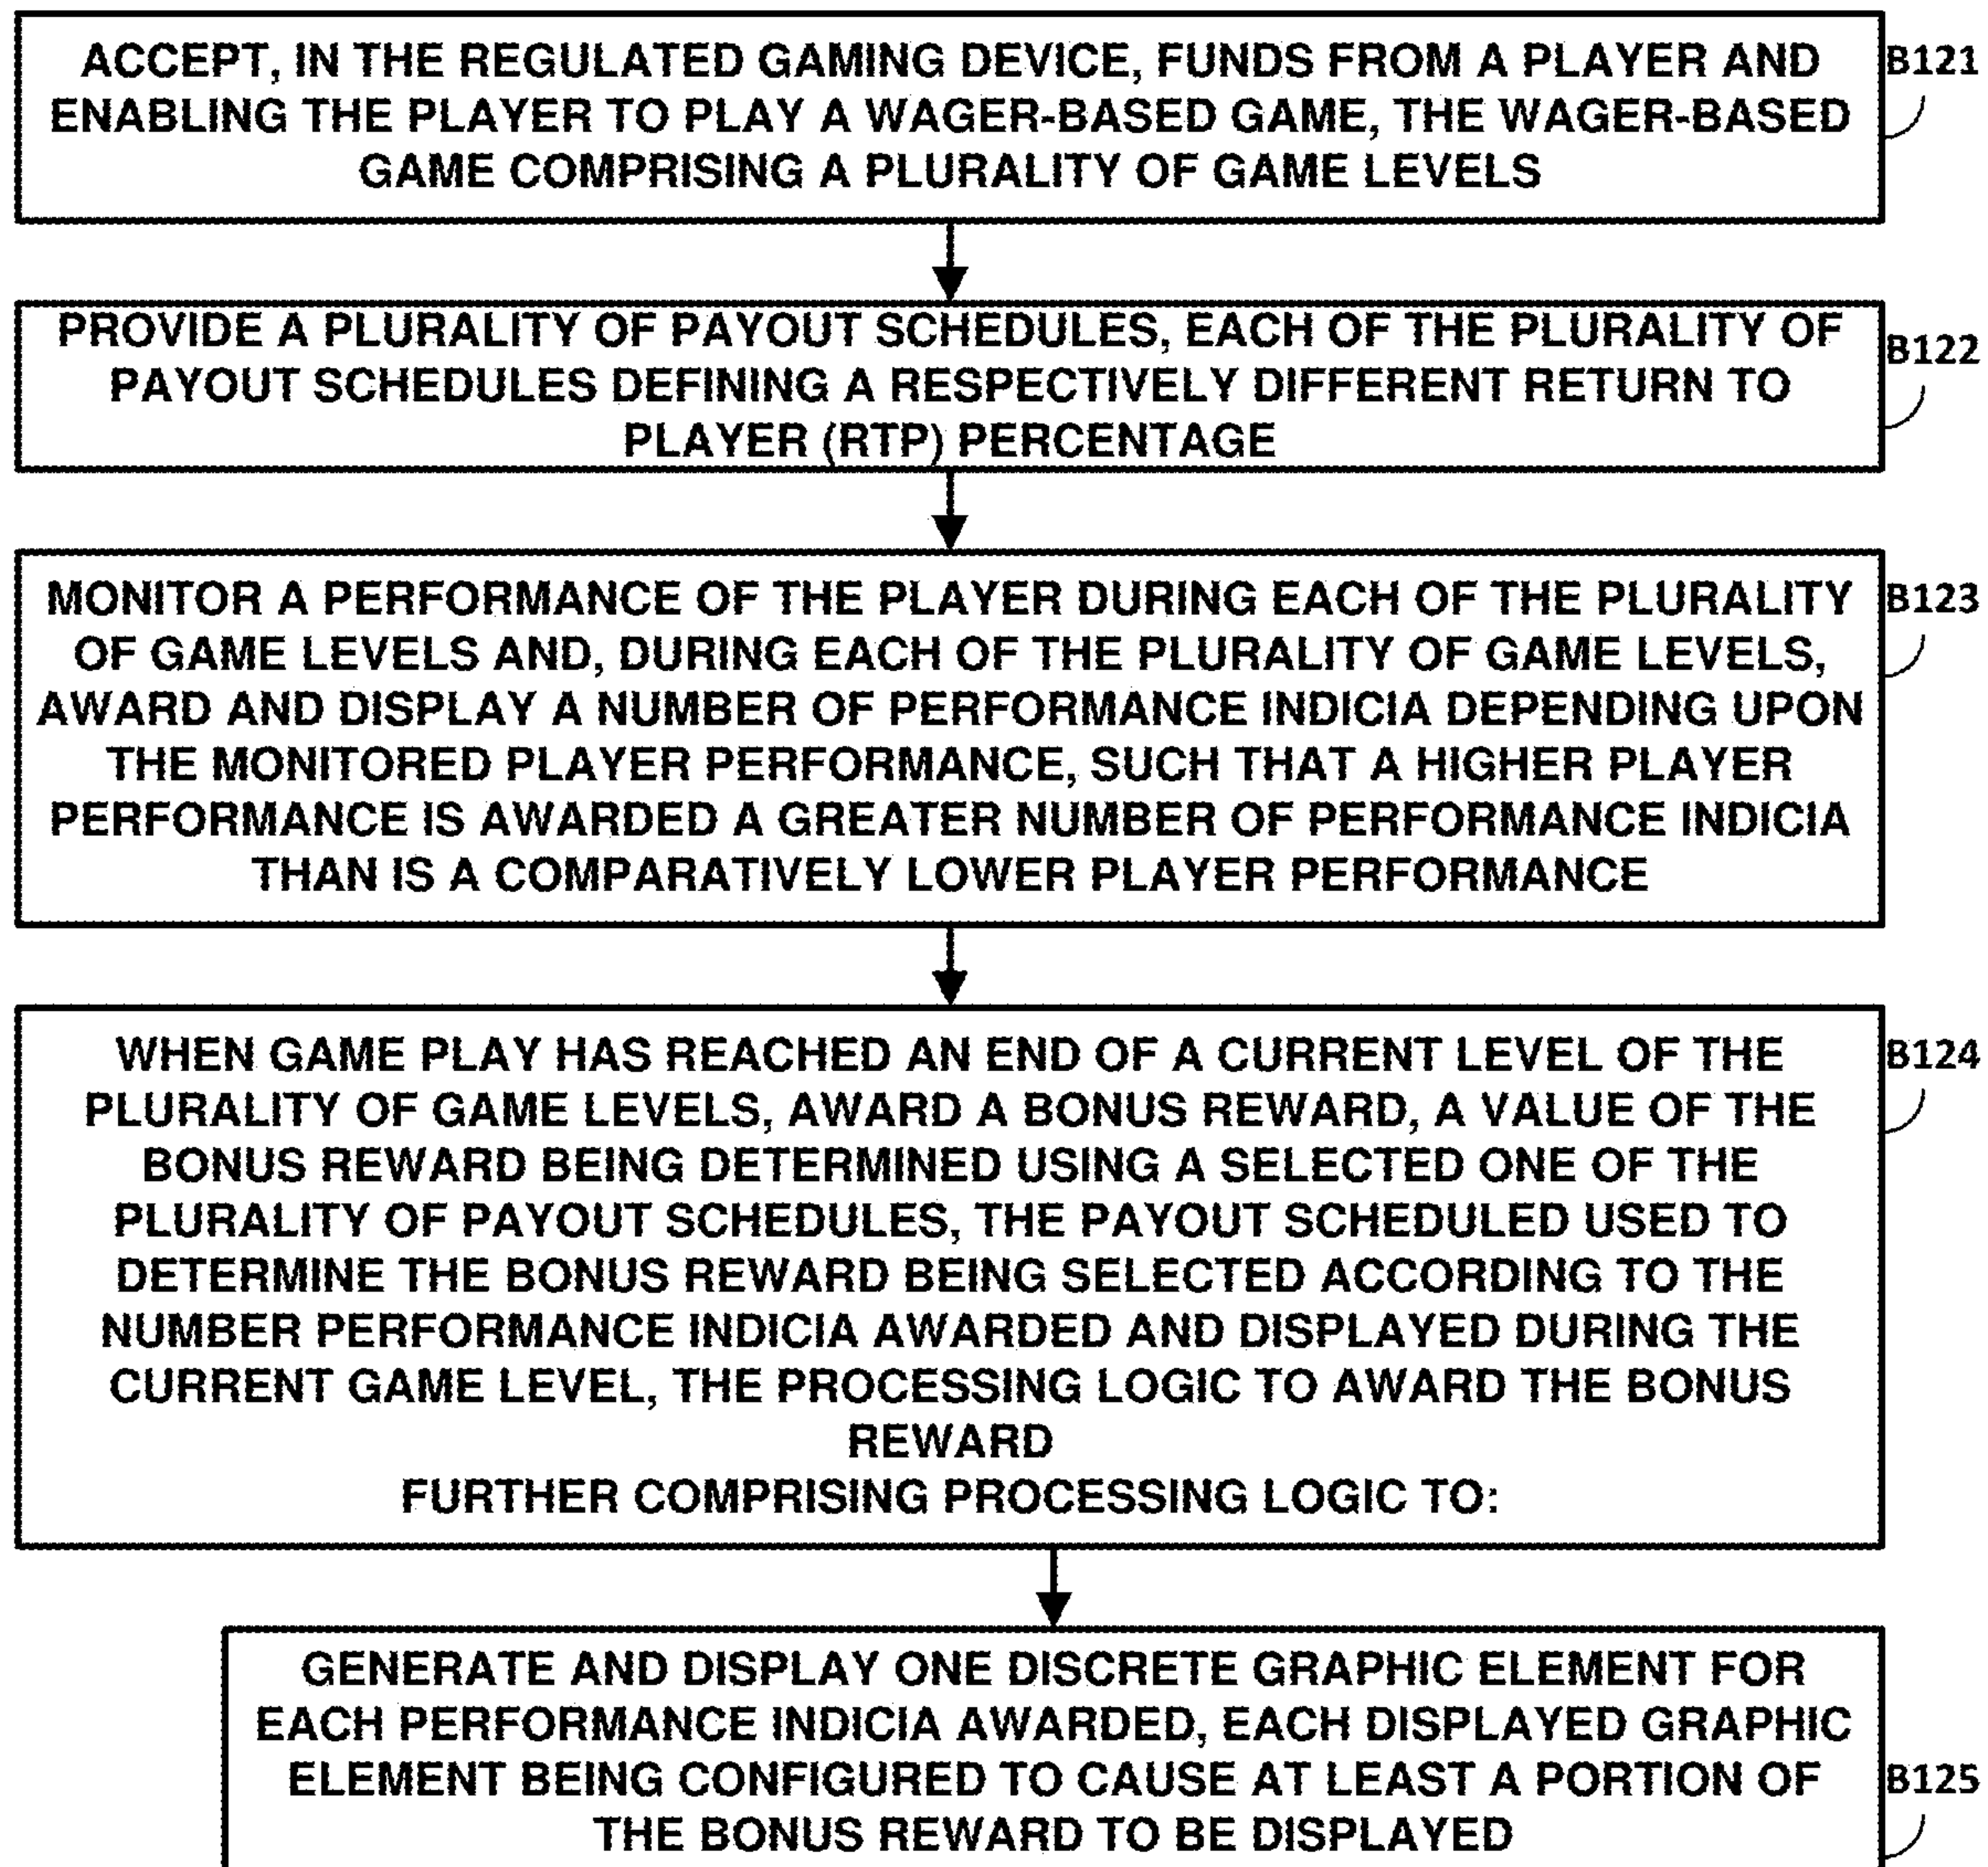 ACCEPT, IN THE REGULATED GAMING DEVICE, FUNDS FROM A PLAYER AND
ENABLING THE PLAYER TO PLAY A WAGER-BASED GAME, THE WAGER-BASED
GAME COMPRISING A PLURALITY OF GAME LEVELS
B121
PROVIDE A PLURALITY OF PAYOUT SCHEDULES, EACH OF THE PLURALITY OF
PAYOUT SCHEDULES DEFINING A RESPECTIVELY DIFFERENT RETURN TO
PLAYER (RTP) PERCENTAGE
B122
MONITOR A PERFORMANCE OF THE PLAYER DURING EACH OF THE PLURALITY
OF GAME LEVELS AND, DURING EACH OF THE PLURALITY OF GAME LEVELS,
AWARD AND DISPLAY A NUMBER OF PERFORMANCE INDICIA DEPENDING UPON
THE MONITORED PLAYER PERFORMANCE, SUCH THAT A HIGHER PLAYER
PERFORMANCE IS AWARDED A GREATER NUMBER OF PERFORMANCE INDICIA
THAN IS A COMPARATIVELY LOWER PLAYER PERFORMANCE
B123
WHEN GAME PLAY HAS REACHED AN END OF A CURRENT LEVEL OF THE
PLURALITY OF GAME LEVELS, AWARD A BONUS REWARD, A VALUE OF THE
BONUS REWARD BEING DETERMINED USING A SELECTED ONE OF THE
PLURALITY OF PAYOUT SCHEDULES, THE PAYOUT SCHEDULED USED TO
DETERMINE THE BONUS REWARD BEING SELECTED ACCORDING TO THE
NUMBER PERFORMANCE INDICIA AWARDED AND DISPLAYED DURING THE
CURRENT GAME LEVEL, THE PROCESSING LOGIC TO AWARD THE BONUS
REWARD
FURTHER COMPRISING PROCESSING LOGIC TO:
B124
GENERATE AND DISPLAY ONE DISCRETE GRAPHIC ELEMENT FOR
EACH PERFORMANCE INDICIA AWARDED, EACH DISPLAYED GRAPHIC
ELEMENT BEING CONFIGURED TO CAUSE AT LEAST A PORTION OF
THE BONUS REWARD TO BE DISPLAYED
B125